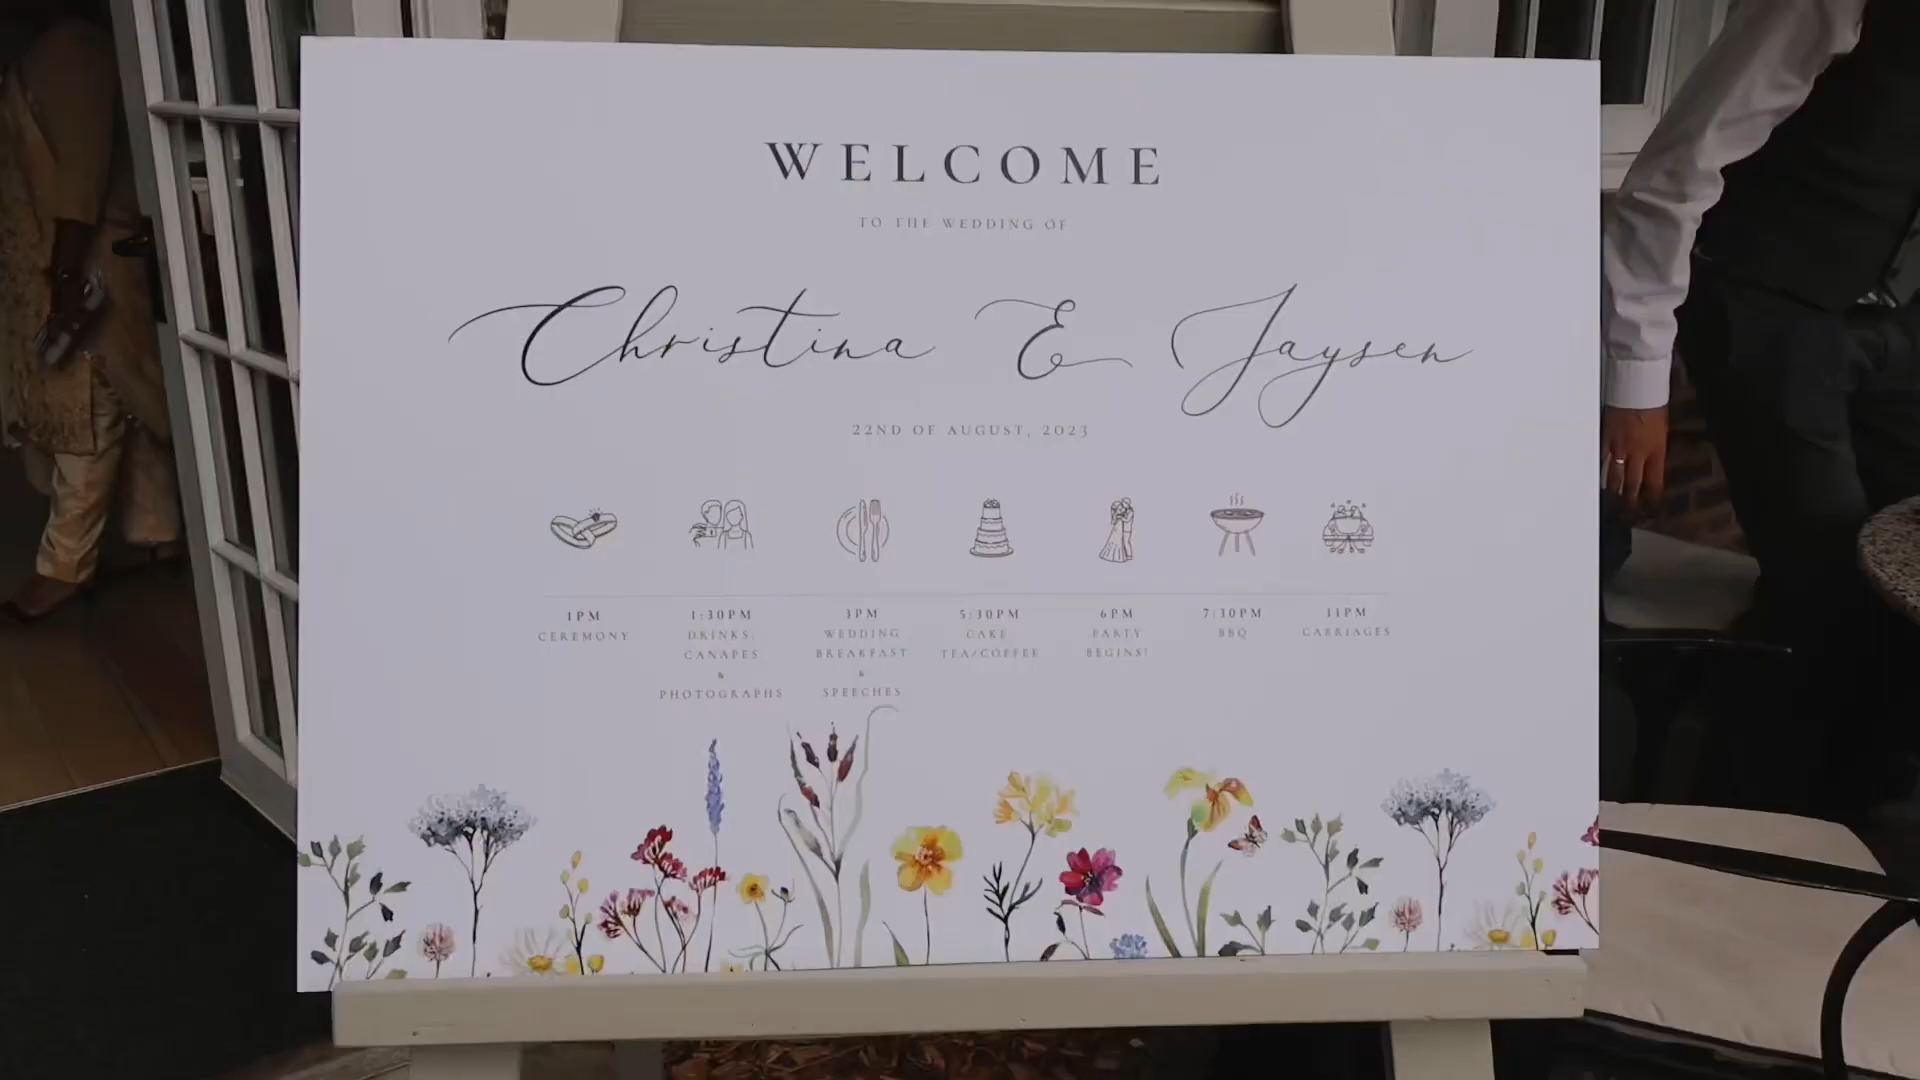 WELCOME
TO THE WEDDING OF
Christina & Jaysen
22ND OF AUGUST, 2023
1PM
CEREMONY
1:30PM
DRINKS,
CANAPES
&
PHOTOGRAPHS
3PM
WEDDING
BREAKFAST
&
SPEECHES
5:30PM
CAKE
TEA/COFFEE
6PM
PARTY
BEGINS!
7:30PM
BBQ
11PM
CARRIAGES